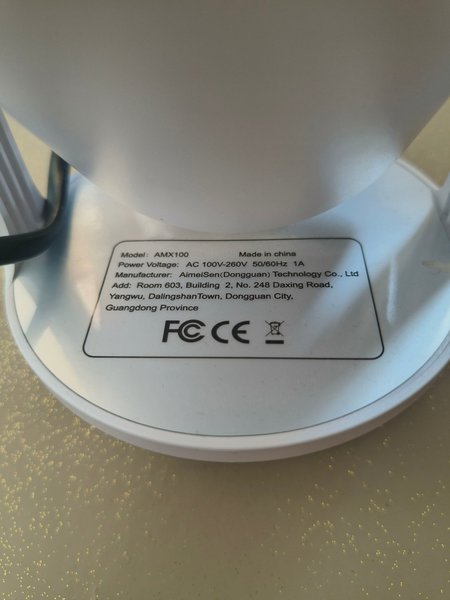 Model: AMX100 Made in china
Power Voltage: AC 100V-260V 50/60Hz 1A
Manufacturer: AimeiSen(Dongguan) Technology Co., Ltd
Add: Room 603, Building 2, No. 248 Daxing Road,
Yangwu, DalingshanTown, Dongguan City,
Guangdong Province
FC CE